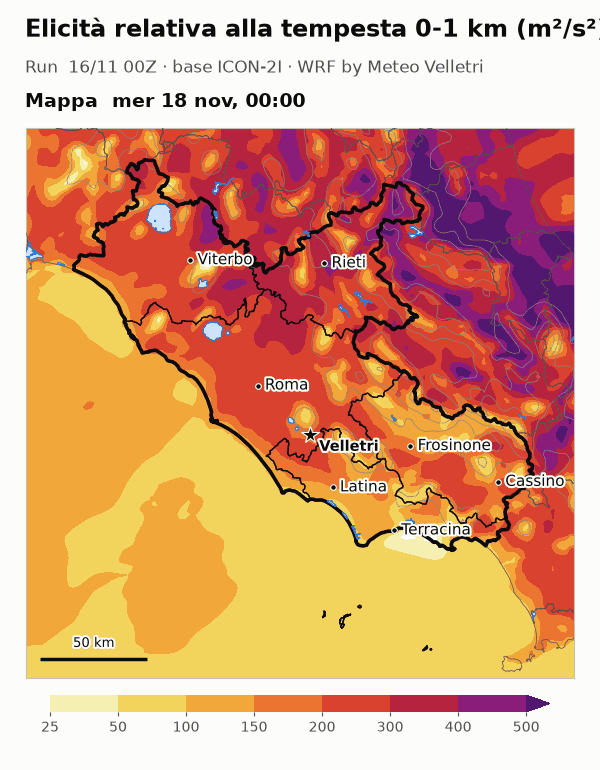 Elicità relativa alla tempesta 0-1 km (m²/s²)
Run 16/11 00Z · base ICON-2I · WRF by Meteo Velletri
Mappa mer 18 nov, 00:00
Viterbo
Rieti
Roma
Velletri
Frosinone
Cassino
Latina
Terracina
50 km
25 50 100 150 200 300 400 500